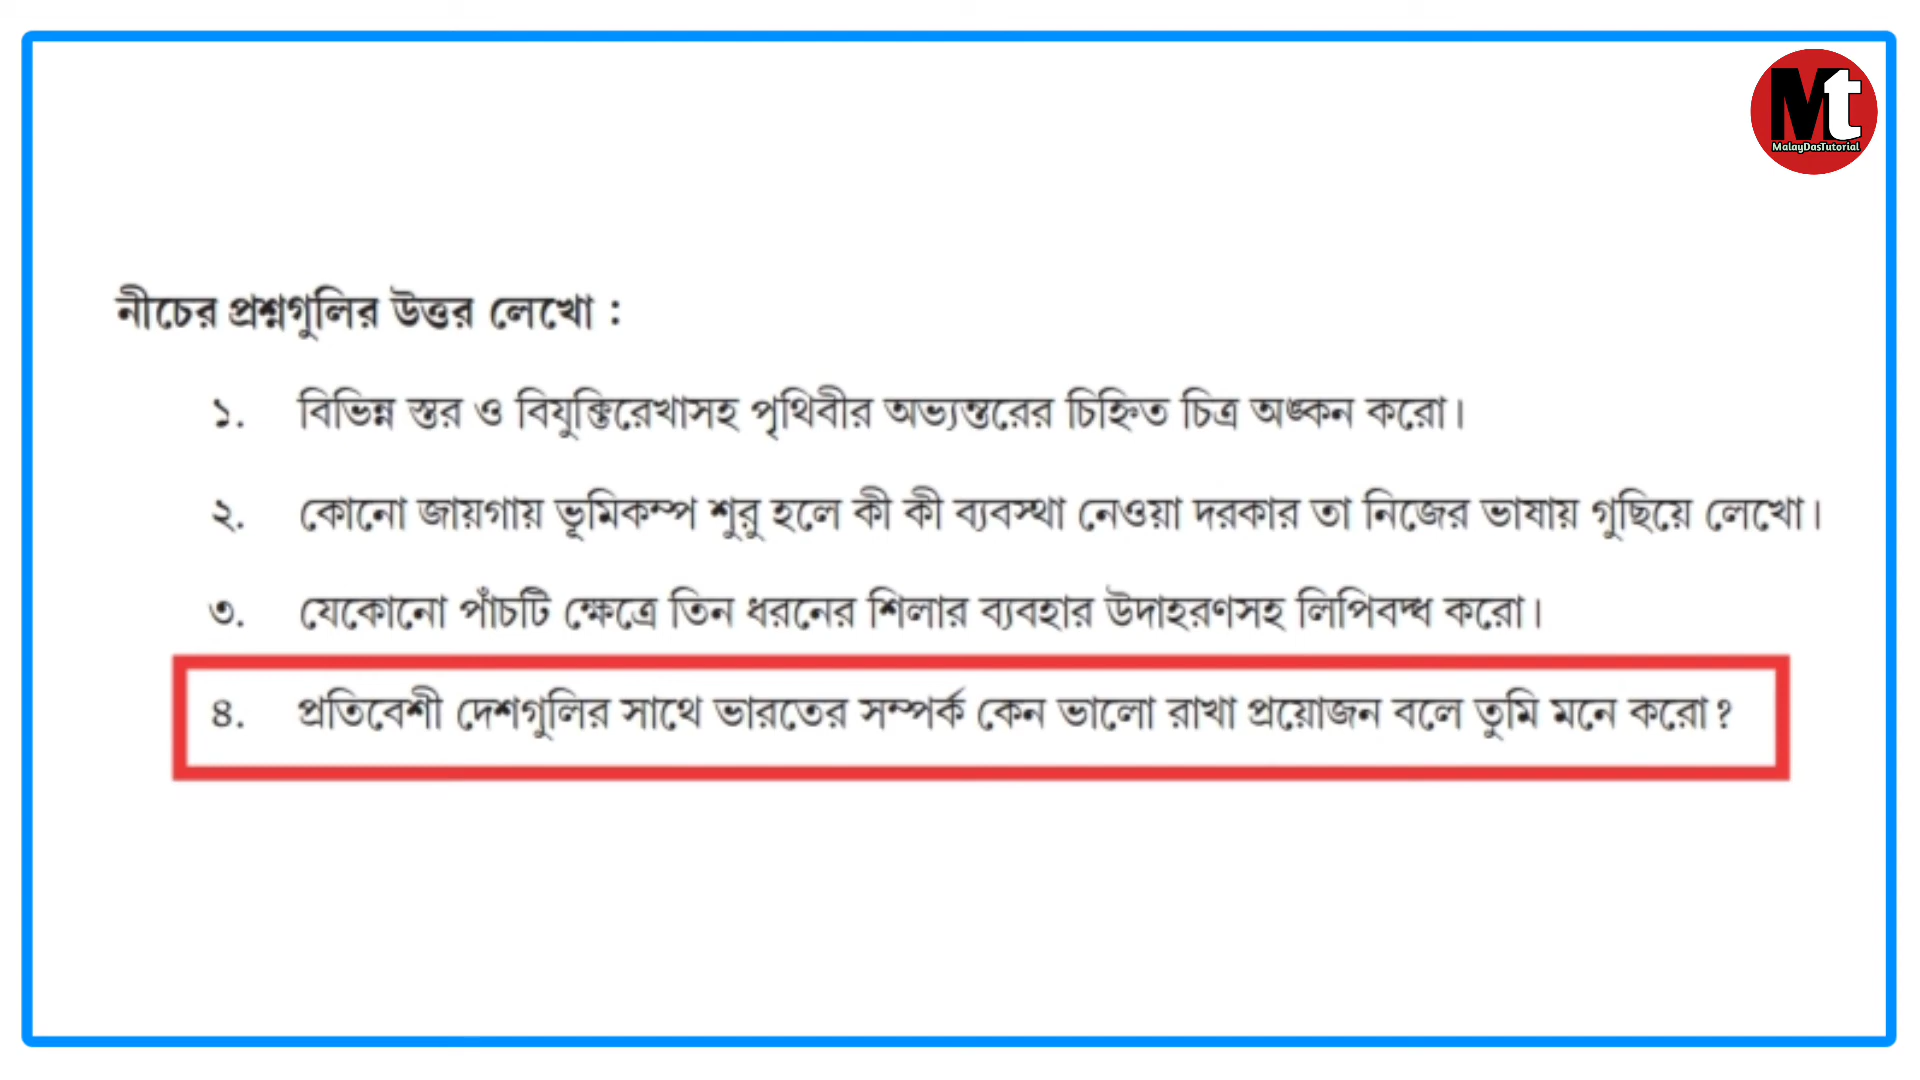 Mt
MalayDasTutorial
নীচের প্রশ্নগুলির উত্তর লেখো :
১. বিভিন্ন স্তর ও বিযুক্তিরেখাসহ পৃথিবীর অভ্যন্তরের চিহ্নিত চিত্র অঙ্কন করো।
২. কোনো জায়গায় ভূমিকম্প শুরু হলে কী কী ব্যবস্থা নেওয়া দরকার তা নিজের ভাষায় গুছিয়ে লেখো।
৩. যেকোনো পাঁচটি ক্ষেত্রে তিন ধরনের শিলার ব্যবহার উদাহরণসহ লিপিবদ্ধ করো।
৪. প্রতিবেশী দেশগুলির সাথে ভারতের সম্পর্ক কেন ভালো রাখা প্রয়োজন বলে তুমি মনে করো?